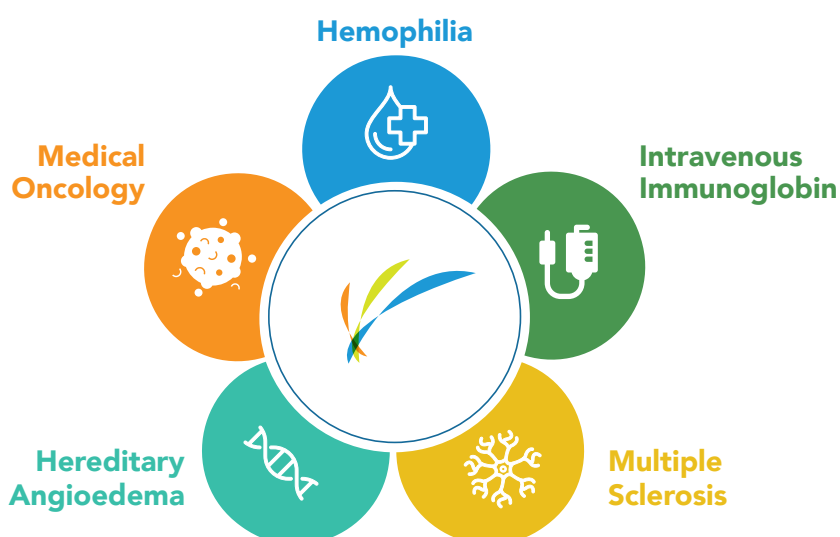 Hemophilia
Medical
Oncology
Intravenous
Immunoglobin
Hereditary
Angioedema
Multiple
Sclerosis